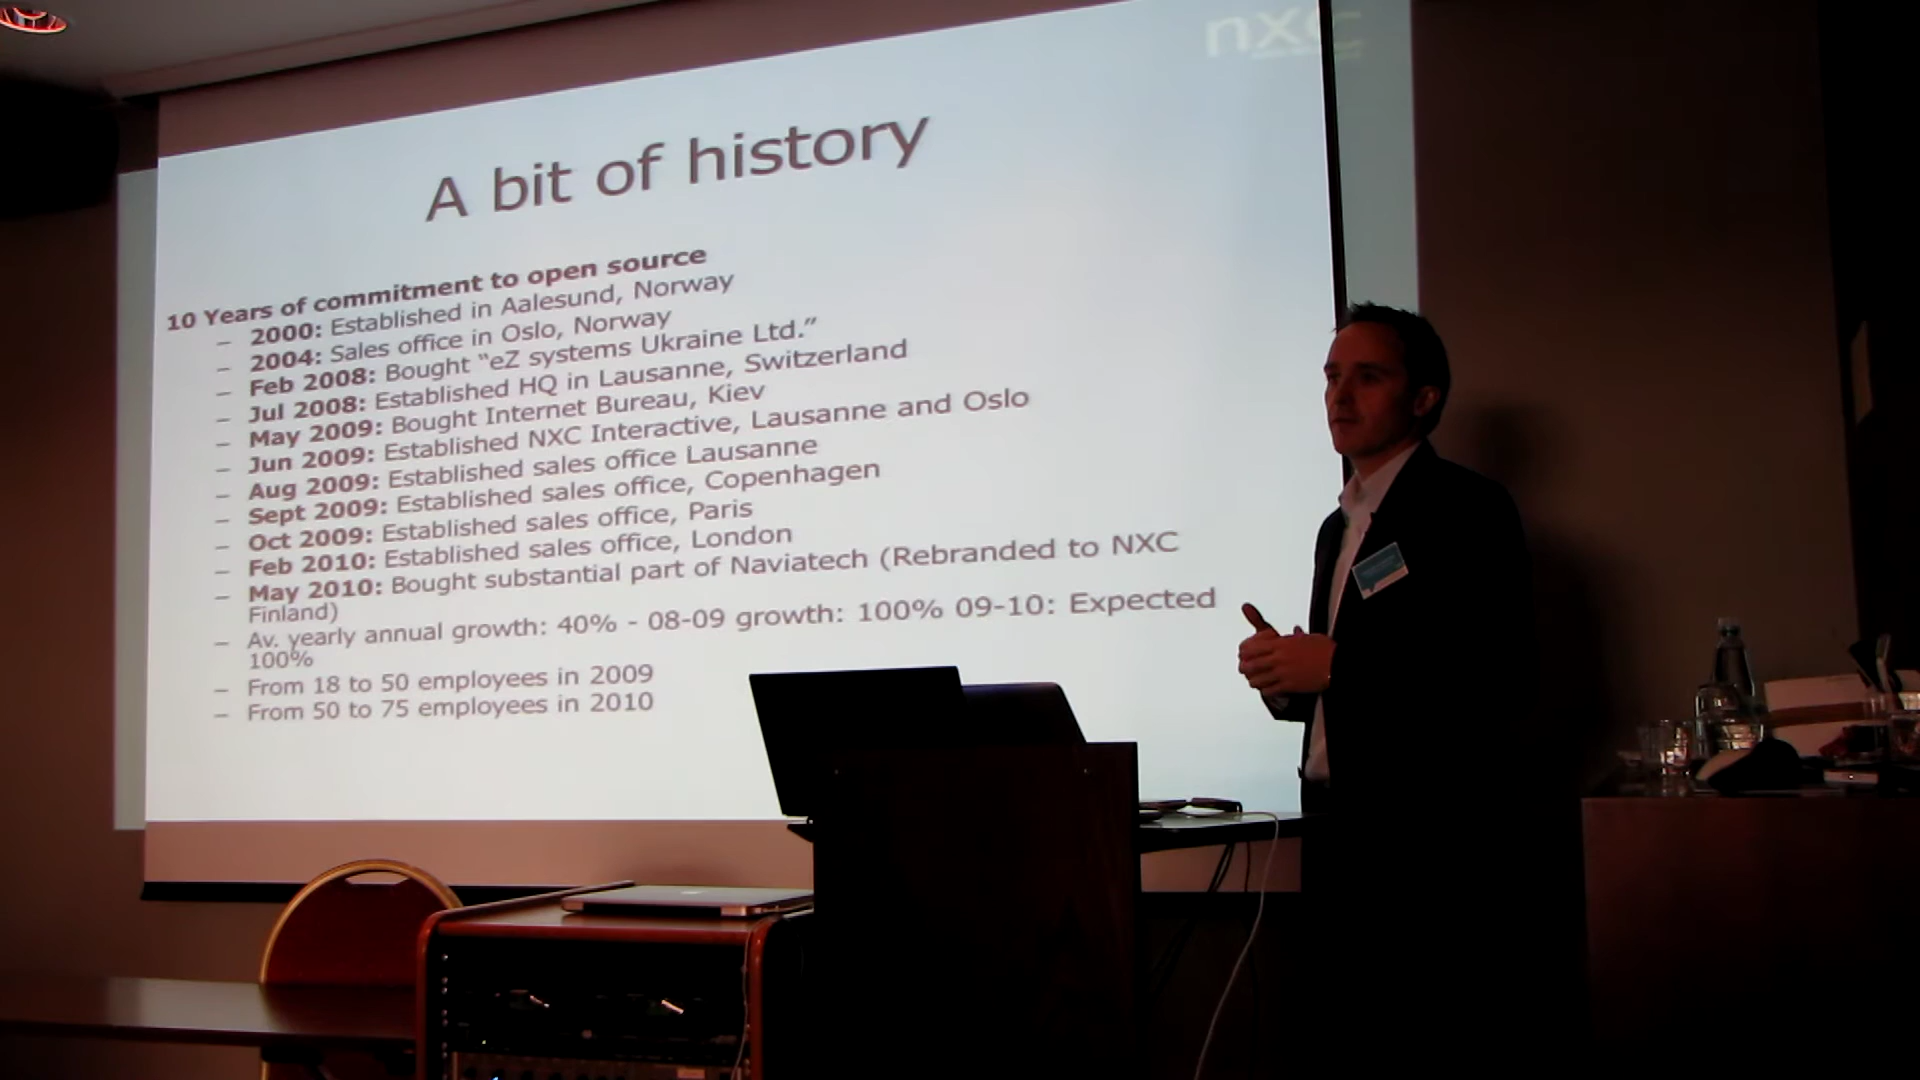 nxc
A bit of history
10 Years of commitment to open source
– 2000: Established in Aalesund, Norway
– 2004: Sales office in Oslo, Norway
– Feb 2008: Bought “eZ systems Ukraine Ltd.”
– Jul 2008: Established HQ in Lausanne, Switzerland
– May 2009: Bought Internet Bureau, Kiev
– Jun 2009: Established NXC Interactive, Lausanne and Oslo
– Aug 2009: Established sales office Lausanne
– Sept 2009: Established sales office, Copenhagen
– Oct 2009: Established sales office, Paris
– Feb 2010: Established sales office, London
– May 2010: Bought substantial part of Naviatech (Rebranded to NXC
Finland)
– Av. yearly annual growth: 40% - 08-09 growth: 100% 09-10: Expected
100%
– From 18 to 50 employees in 2009
– From 50 to 75 employees in 2010